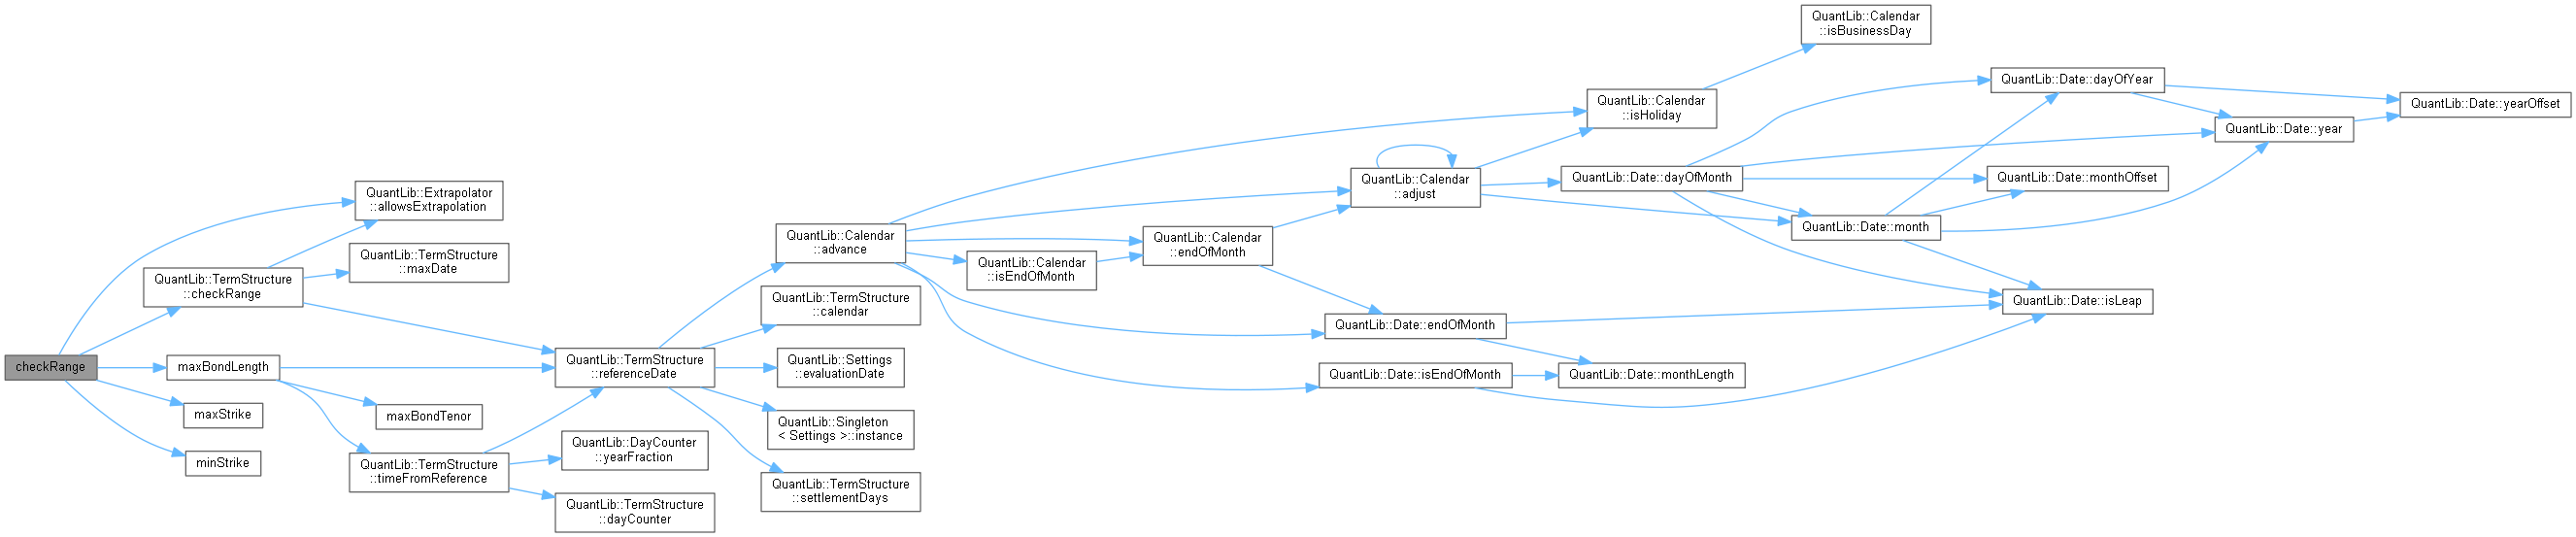 checkRange
QuantLib::Extrapolator
::allowsExtrapolation
QuantLib::TermStructure
::checkRange
QuantLib::TermStructure
::maxDate
maxBondLength
maxStrike
minStrike
maxBondTenor
QuantLib::TermStructure
::timeFromReference
QuantLib::TermStructure
::referenceDate
QuantLib::DayCounter
::yearFraction
QuantLib::TermStructure
::dayCounter
QuantLib::Calendar
::advance
QuantLib::TermStructure
::calendar
QuantLib::Settings
::evaluationDate
QuantLib::Singleton
< Settings >::instance
QuantLib::TermStructure
::settlementDays
QuantLib::Calendar
::isEndOfMonth
QuantLib::Calendar
::endOfMonth
QuantLib::Calendar
::adjust
QuantLib::Date::endOfMonth
QuantLib::Date::isEndOfMonth
QuantLib::Calendar
::isHoliday
QuantLib::Date::dayOfMonth
QuantLib::Date::monthLength
QuantLib::Calendar
::isBusinessDay
QuantLib::Date::dayOfYear
QuantLib::Date::monthOffset
QuantLib::Date::month
QuantLib::Date::isLeap
QuantLib::Date::year
QuantLib::Date::yearOffset